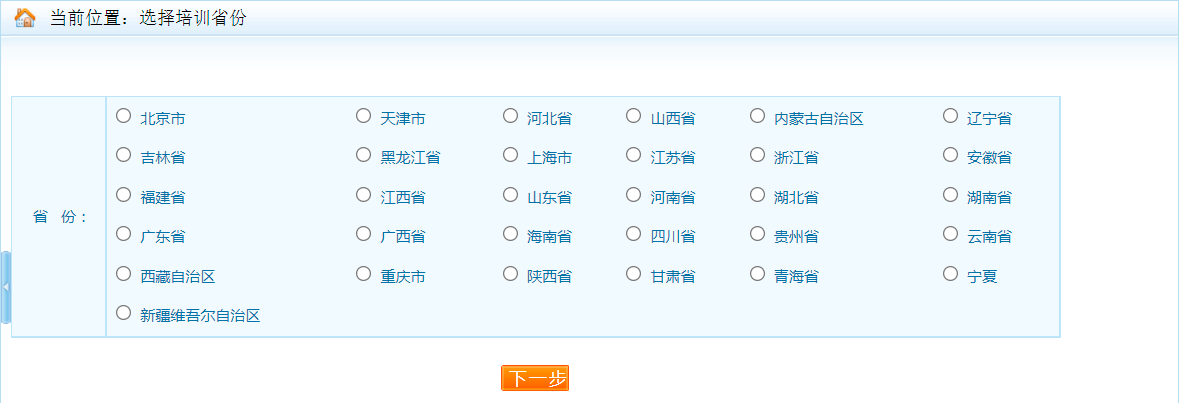 当前位置：选择培训省份
北京市 天津市 河北省 山西省 内蒙古自治区 辽宁省
吉林省 黑龙江省 上海市 江苏省 浙江省 安徽省
福建省 江西省 山东省 河南省 湖北省 湖南省
省 份：
广东省 广西省 海南省 四川省 贵州省 云南省
西藏自治区 重庆市 陕西省 甘肃省 青海省 宁夏
新疆维吾尔自治区
下一步